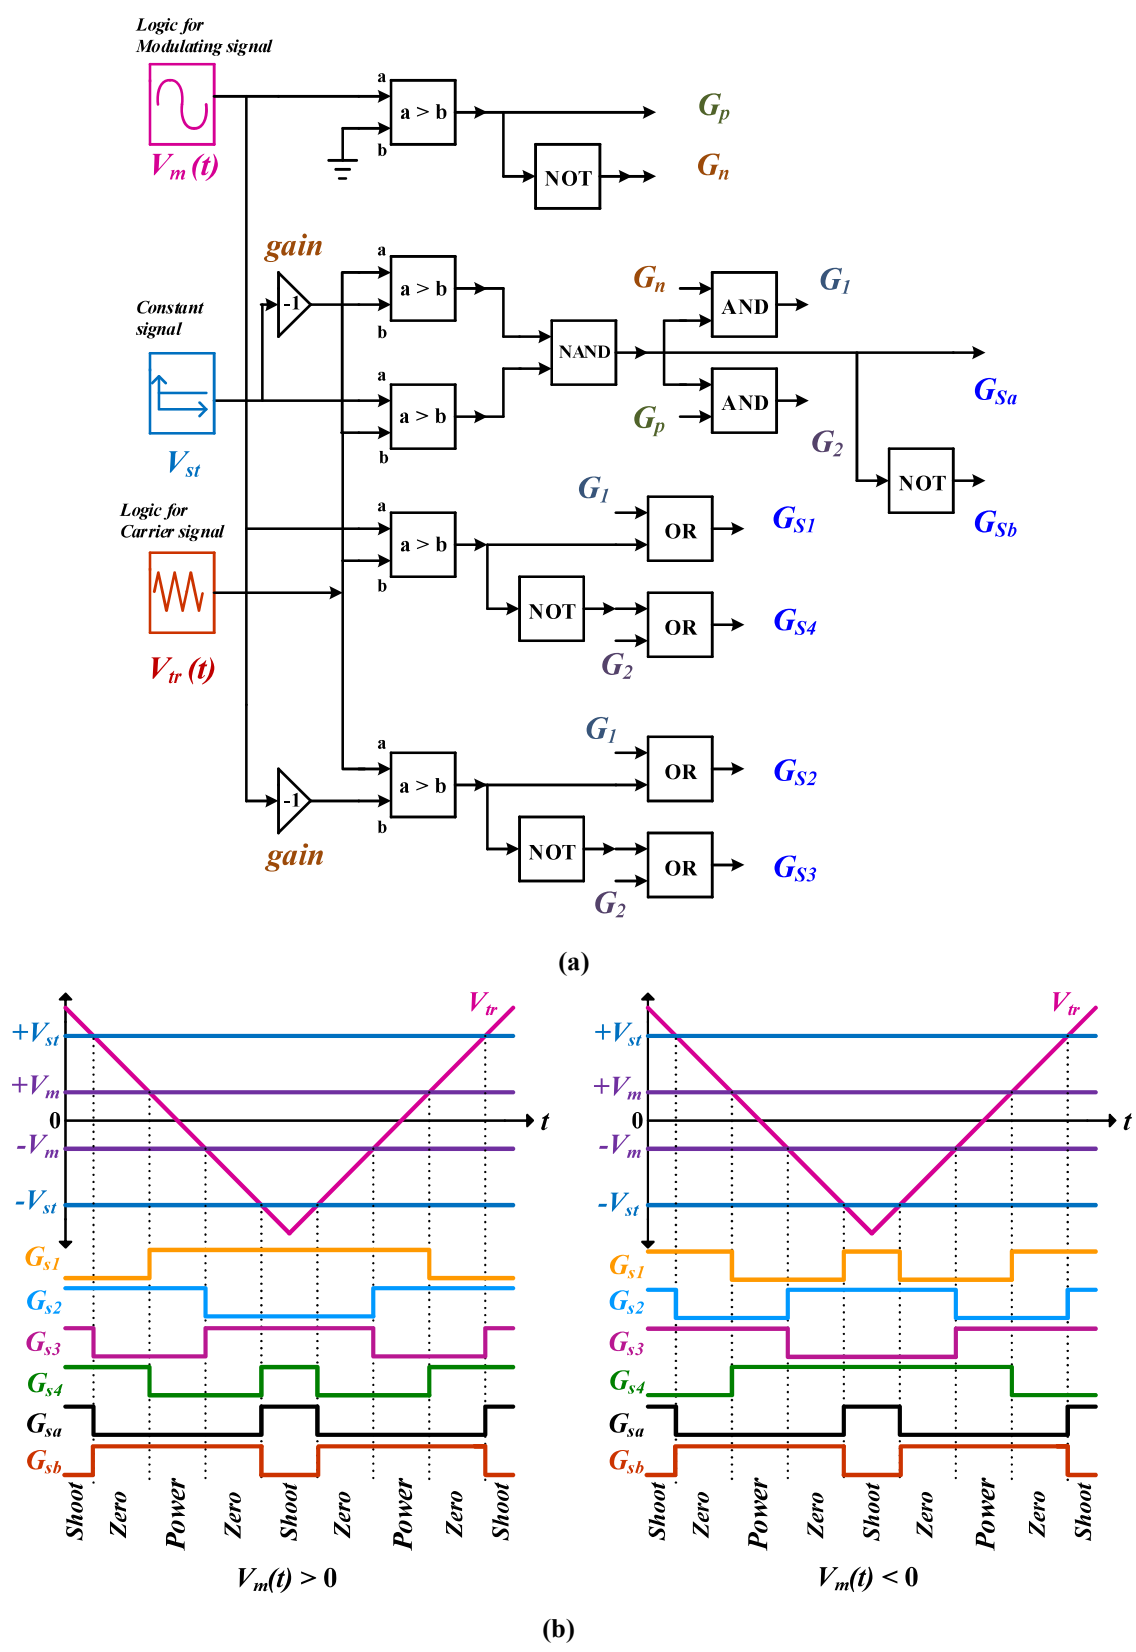 Logic for
Modulating signal
V_m (t)
a
a > b
b
G_p
NOT
G_n
gain
-1
a
a > b
b
Constant
signal
V_st
a
a > b
b
NAND
G_n
AND
G_1
G_p
AND
G_2
G_Sa
NOT
G_Sb
Logic for
Carrier signal
V_tr (t)
a
a > b
b
G_1
OR
G_S1
NOT
OR
G_S4
G_2
a
a > b
b
-1
gain
G_1
OR
G_S2
NOT
OR
G_S3
G_2
(a)
V_tr
+V_st
+V_m
0
t
-V_m
-V_st
G_s1
G_s2
G_s3
G_s4
G_sa
G_sb
Shoot
Zero
Power
Zero
Shoot
Zero
Power
Zero
Shoot
V_m(t) > 0
V_tr
+V_st
+V_m
0
t
-V_m
-V_st
G_s1
G_s2
G_s3
G_s4
G_sa
G_sb
Shoot
Zero
Power
Zero
Shoot
Zero
Power
Zero
Shoot
V_m(t) < 0
(b)